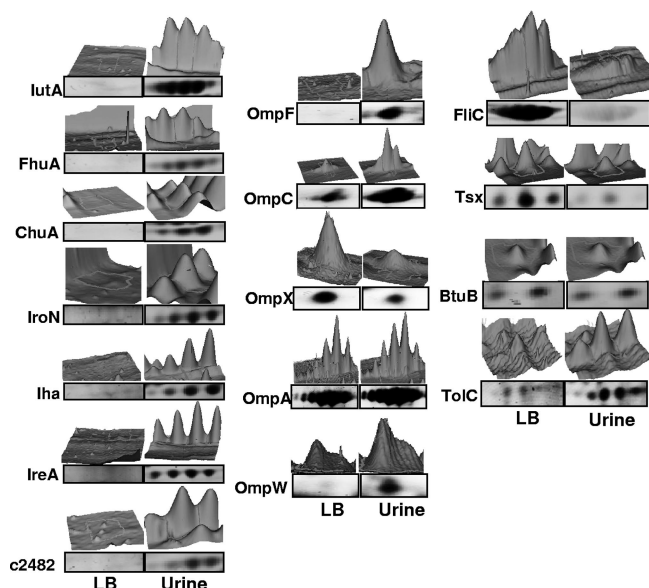 IutA
FhuA
ChuA
IroN
Iha
IreA
c2482
LB Urine
OmpF
OmpC
OmpX
OmpA
OmpW
LB Urine
FliC
Tsx
BtuB
TolC
LB Urine